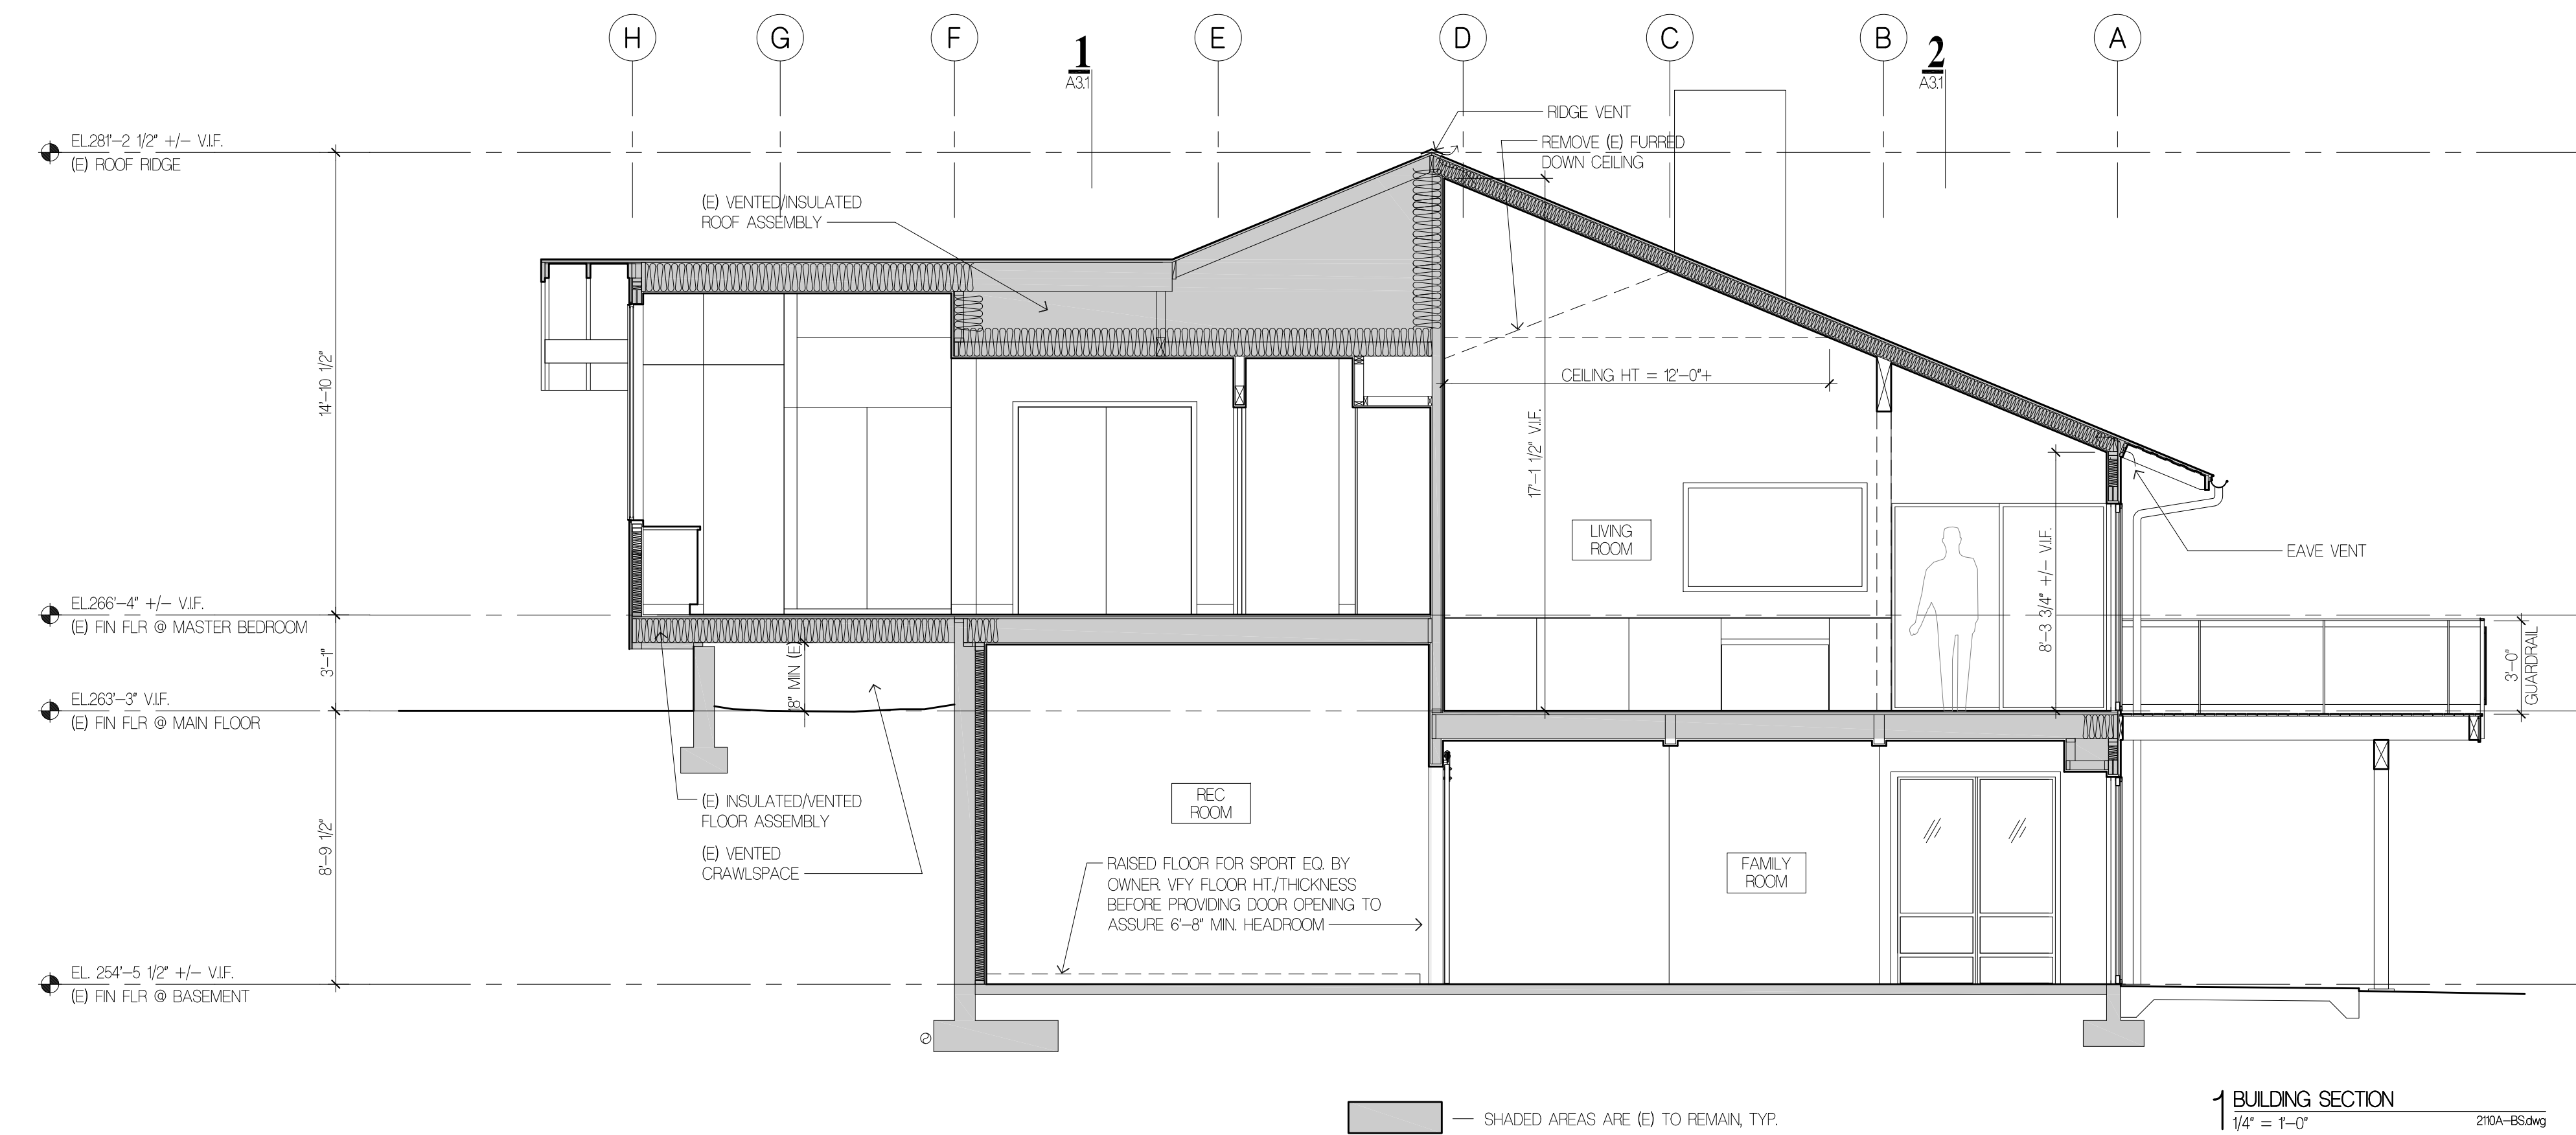 H G F E D C B A
1
A3.1
2
A3.1
RIDGE VENT
REMOVE (E) FURRED
DOWN CEILING
EL.281'-2 1/2" +/- V.I.F.
(E) ROOF RIDGE
(E) VENTED/INSULATED
ROOF ASSEMBLY
14'-10 1/2"
CEILING HT = 12'-0"+
17'-1 1/2" V.I.F.
LIVING
ROOM
8'-3 3/4" +/- V.I.F.
EAVE VENT
EL.266'-4" +/- V.I.F.
(E) FIN FLR @ MASTER BEDROOM
3'-1"
18" MIN (E)
3'-0"
GUARDRAIL
EL.263'-3" V.I.F.
(E) FIN FLR @ MAIN FLOOR
8'-9 1/2"
(E) INSULATED/VENTED
FLOOR ASSEMBLY
(E) VENTED
CRAWLSPACE
REC
ROOM
RAISED FLOOR FOR SPORT EQ. BY
OWNER. VFY FLOOR HT./THICKNESS
BEFORE PROVIDING DOOR OPENING TO
ASSURE 6'-8" MIN. HEADROOM
FAMILY
ROOM
EL. 254'-5 1/2" +/- V.I.F.
(E) FIN FLR @ BASEMENT
SHADED AREAS ARE (E) TO REMAIN, TYP.
1 BUILDING SECTION
1/4" = 1'-0"
2110A-BS.dwg